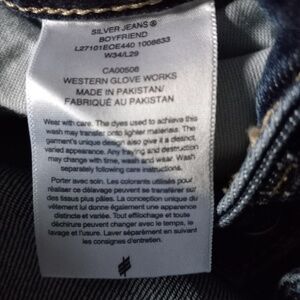 SILVER JEANS ®
BOYFRIEND
L27101EOE440 1008633
W34/L29
CA00506
WESTERN GLOVE WORKS
MADE IN PAKISTAN/
FABRIQUÉ AU PAKISTAN
Wear with care. The dyes used to achieve this
wash may transfer onto lighter materials. The
garment's unique design also give it a distinct,
varied appearance. Any fraying and destruction
may change with time, wash and wear. Wash
separately following care instructions.
Porter avec soin. Les colorants utilisés pour
réaliser ce délavage peuvent se transférer sur
des tissus plus pâles. La conception unique du
vêtement lui donne également une apparence
distincte et variée. Tout effilochage et toute
déchirure peuvent changer avec le temps, le
lavage et l'usure. Laver séparément en suivant
les consignes d'entretien.